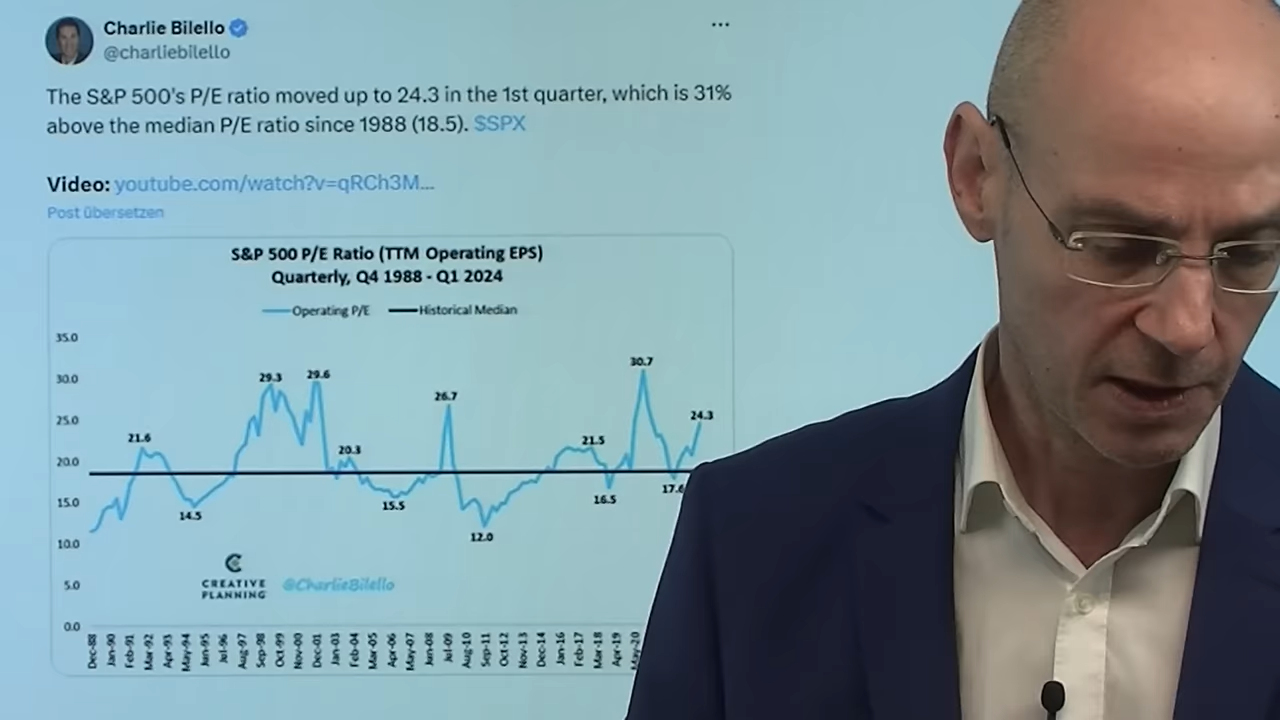 Charlie Bilello
@charliebilello
...
The S&P 500's P/E ratio moved up to 24.3 in the 1st quarter, which is 31%
above the median P/E ratio since 1988 (18.5). $SPX
Video: youtube.com/watch?v=qRCh3M...
Post übersetzen
S&P 500 P/E Ratio (TTM Operating EPS)
Quarterly, Q4 1988 - Q1 2024
Operating P/E Historical Median
35.0
30.0
25.0
20.0
15.0
10.0
5.0
0.0
21.6
14.5
29.3
29.6
20.3
15.5
26.7
12.0
21.5
16.5
30.7
17.6
24.3
CREATIVE
PLANNING
@CharlieBilello
Dec-88
Jan-90
Feb-91
Mar-92
Apr-93
May-94
Jun-95
Jul-96
Aug-97
Sep-98
Oct-99
Nov-00
Dec-01
Jan-03
Feb-04
Mar-05
Apr-06
May-07
Jun-08
Jul-09
Aug-10
Sep-11
Oct-12
Nov-13
Dec-14
Jan-16
Feb-17
Mar-18
Apr-19
May-20